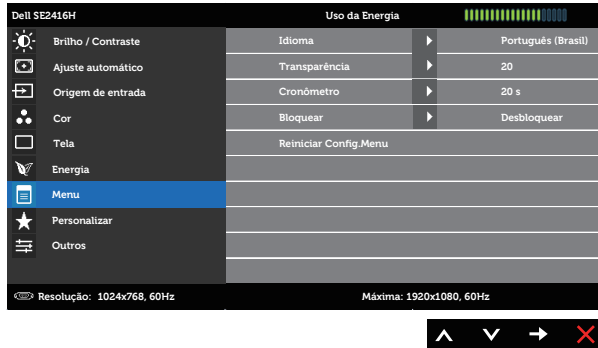 Dell SE2416H Uso da Energia
Brilho / Contraste Idioma Português (Brasil)
Ajuste automático Transparência 20
Origem de entrada Cronômetro 20 s
Cor Bloquear Desbloquear
Tela Reiniciar Config.Menu
Energia
Menu
Personalizar
Outros
Resolução: 1024x768, 60Hz Máxima: 1920x1080, 60Hz